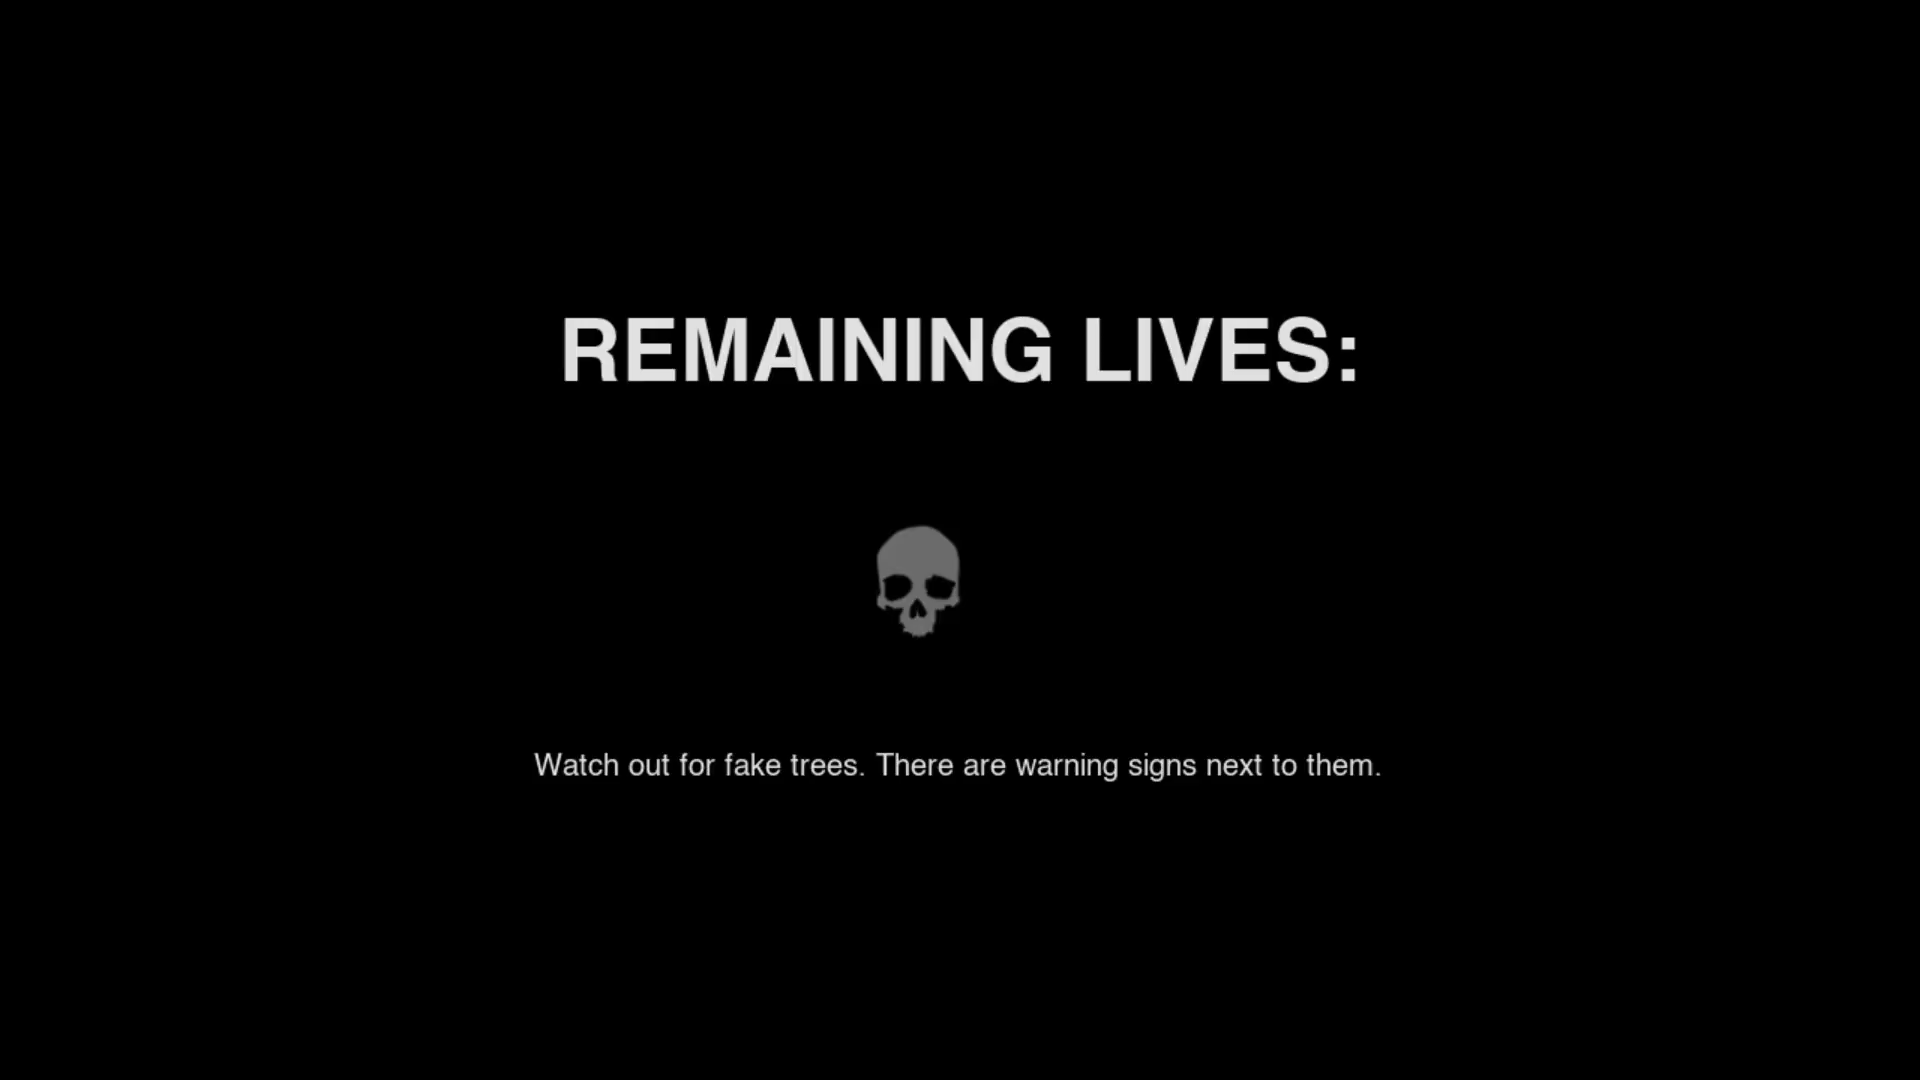 REMAINING LIVES:
Watch out for fake trees. There are warning signs next to them.